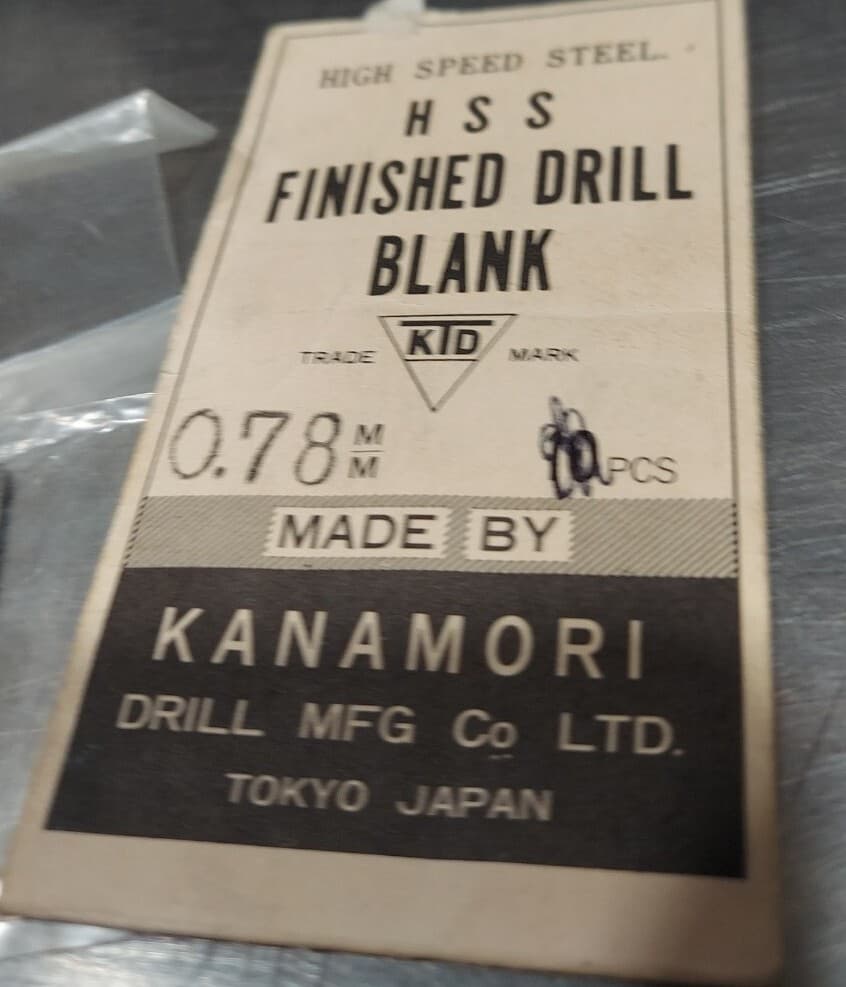 HIGH SPEED STEEL.
H S S
FINISHED DRILL
BLANK
TRADE KTD MARK
0.78 M/M PCS
MADE BY
KANAMORI
DRILL MFG Co LTD.
TOKYO JAPAN